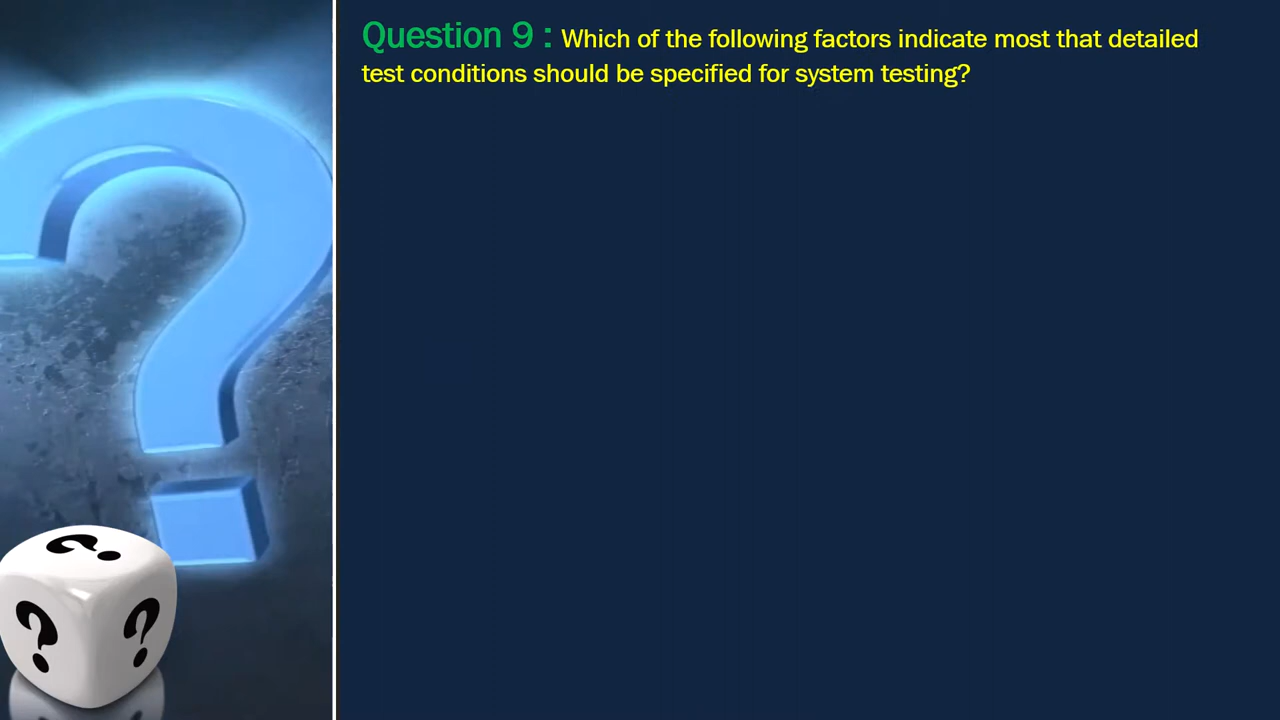 Question 9 : Which of the following factors indicate most that detailed
test conditions should be specified for system testing?